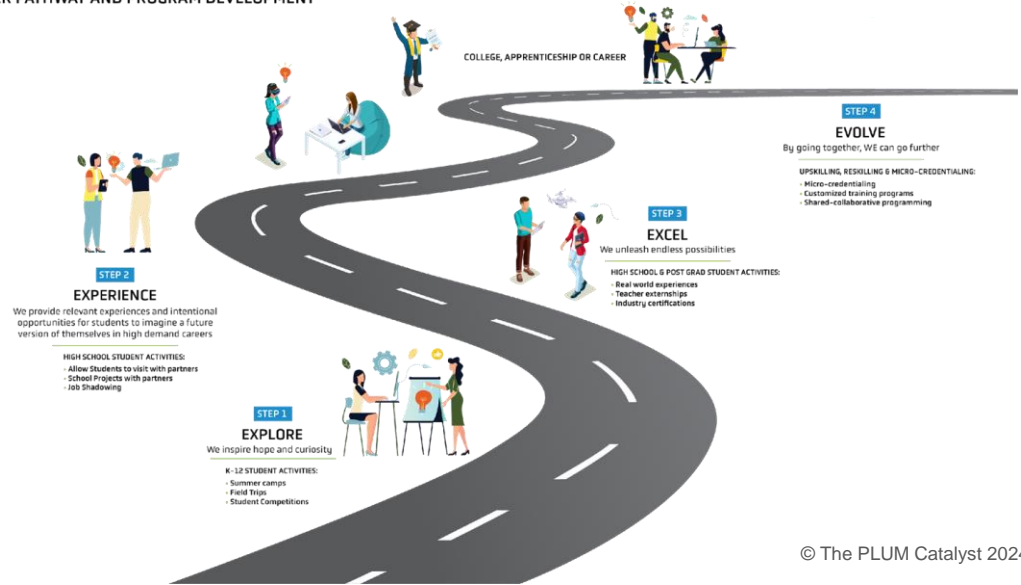 PATHWAY AND PROGRAM DEVELOPMENT
COLLEGE, APPRENTICESHIP OR CAREER
STEP 4
EVOLVE
By going together, WE can go further
UPSKILLING, RESKILLING & MICRO-CREDENTIALING:
- Micro-credentialing
- Customized training programs
- Shared-collaborative programming
STEP 3
EXCEL
We unleash endless possibilities
HIGH SCHOOL & POST GRAD STUDENT ACTIVITIES:
- Real world experiences
- Teacher externships
- Industry certifications
STEP 2
EXPERIENCE
We provide relevant experiences and intentional
opportunities for students to imagine a future
version of themselves in high demand careers
HIGH SCHOOL STUDENT ACTIVITIES:
- Allow Students to visit with partners
- School Projects with partners
- Job Shadowing
STEP 1
EXPLORE
We inspire hope and curiosity
K-12 STUDENT ACTIVITIES:
- Summer camps
- Field Trips
- Student Competitions
© The PLUM Catalyst 2024